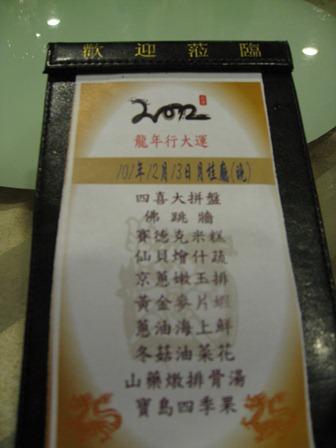 歡迎蒞臨
2012
龍年行大運
101年12月13日月桂廳(晚)
四喜大拼盤
佛跳牆
賽德克米糕
仙貝燴什蔬
京蔥嫩玉排
黃金麥片蝦
蔥油海上鮮
冬菇油菜花
山藥燉排骨湯
寶島四季果